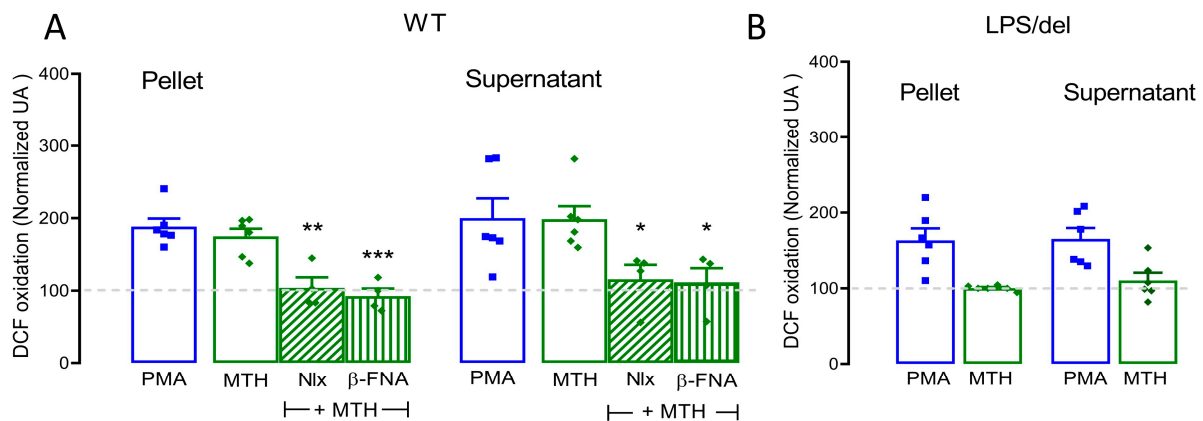 A
WT
B
LPS/del
DCF oxidation (Normalized UA )
400
300
200
100
0
Pellet
Supernatant
** 
***
*
*
PMA
MTH
Nlx
β-FNA
PMA
MTH
Nlx
β-FNA
+ MTH
+ MTH
DCF oxidation (Normalized UA )
400
300
200
100
0
Pellet
Supernatant
PMA
MTH
PMA
MTH